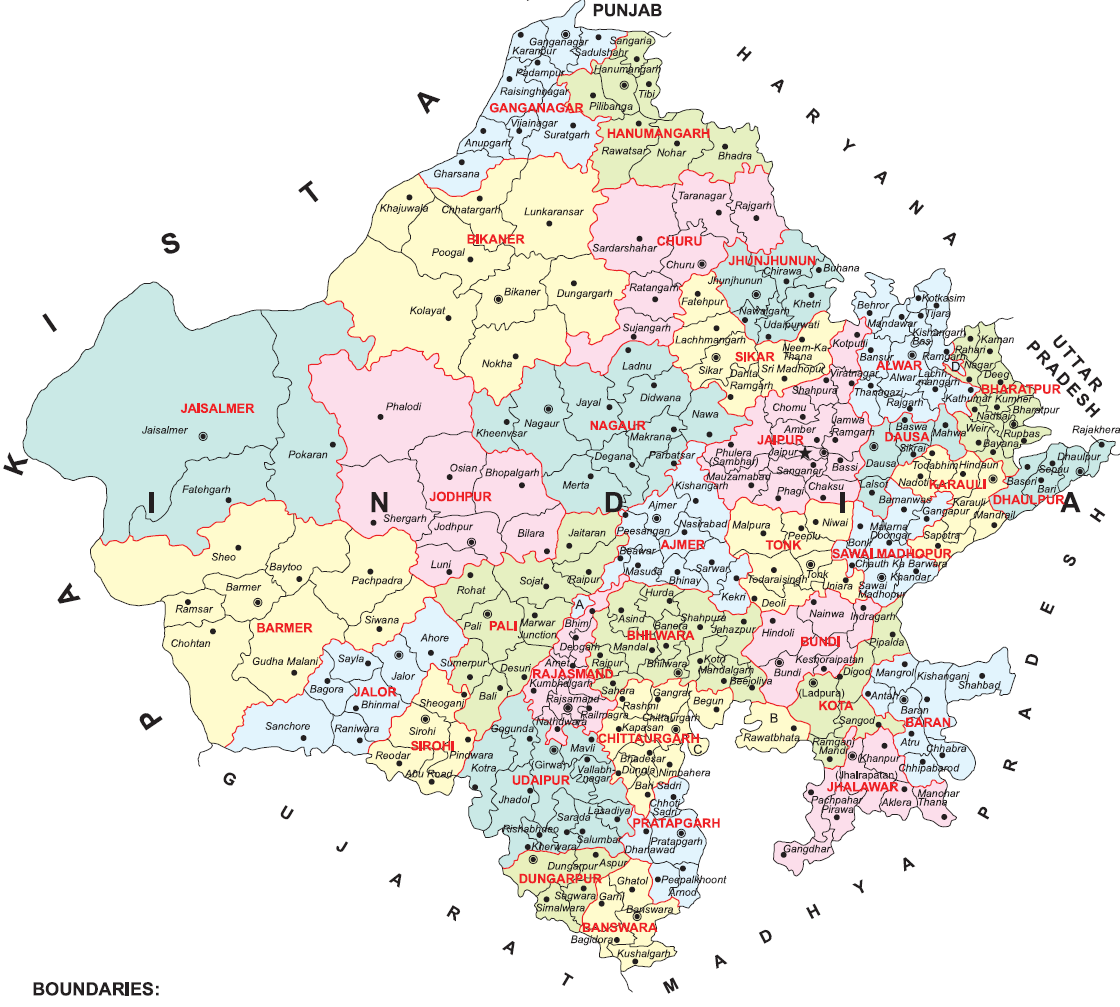 PUNJAB
HARYANA
UTTAR
PRADESH
MADHYA PRADESH
GUJARAT
PAKISTAN
INDIA
GANGANAGAR
Karanpur
Ganganagar
Sadulshahr
Padampur
Raisinghnagar
Vijainagar
Anupgarh
Suratgarh
Gharsana
HANUMANGARH
Sangaria
Hanumangarh
Tibi
Pilibanga
Rawatsar
Nohar
Bhadra
BIKANER
Khajuwala
Chhatargarh
Lunkaransar
Poogal
Bikaner
Dungargarh
Kolayat
Nokha
CHURU
Taranagar
Rajgarh
Sardarshahar
Churu
Ratangarh
Sujangarh
JHUNJHUNUN
Jhunjhunun
Chirawa
Buhana
Khetri
Nawalgarh
Udaipurwati
SIKAR
Fatehpur
Lachhmangarh
Sikar
Danta
Ramgarh
Neem-Ka-
Thana
Sri Madhopur
ALWAR
Behror
Mandawar
Kotkasim
Tijara
Kishangarh
Bas
Bansur
Ramgarh
Alwar
Lachh-
mangarh
Thanagazi
Rajgarh
Kathumar
BHARATPUR
D
Kaman
Pahari
Nagar
Deeg
Kumher
Nadbai
Bharatpur
Weir
Rupbas
Bayana
DHAULPUR
Rajakhera
Dhaulpur
Sepau
Baseri
Bari
KARAULI
Todabhim
Hindaun
Nadoti
Karauli
Mandrail
Sapotra
DAUSA
Baswa
Mahwa
Sikrai
Dausa
Lalsot
JAIPUR
Kotputli
Viratnagar
Shahpura
Chomu
Amber
Jamwa
Ramgarh
Phulera
(Sambhar)
Jaipur
Sanganer
Bassi
Mauzamabad
Phagi
Chaksu
SAWAI MADHOPUR
Bamanwas
Gangapur
Malarna
Doongar
Bonli
Chauth Ka Barwara
Khandar
Sawai
Madhopur
TONK
Malpura
Peeplu
Niwai
Todaraisingh
Tonk
Uniara
Deoli
AJMER
Kishangarh
Ajmer
Peesangan
Nasirabad
Beawar
Masuda
Bhinay
Sarwar
Kekri
NAGAUR
Ladnu
Didwana
Jayal
Nagaur
Kheenvsar
Nawa
Makrana
Degana
Parbatsar
Merta
JODHPUR
Phalodi
Osian
Bhopalgarh
Shergarh
Jodhpur
Bilara
Luni
JAISALMER
Jaisalmer
Pokaran
Fatehgarh
BARMER
Sheo
Baytoo
Pachpadra
Barmer
Ramsar
Chohtan
Siwana
Gudha Malani
JALOR
Ahore
Sayla
Jalor
Bagora
Bhinmal
Sanchore
Raniwara
SIROHI
Sheoganj
Sirohi
Pindwara
Reodar
Abu Road
PALI
Jaitaran
Raipur
Sojat
Rohat
Pali
Marwar
Junction
Sumerpur
Desuri
Bali
RAJASMAND
A
Bhim
Deogarh
Amet
Kumbhalgarh
Rajsamand
Railmagra
Nathdwara
BHILWARA
Hurda
Asind
Banera
Shahpura
Jahazpur
Mandal
Raipur
Bhilwara
Kotri
Mandalgarh
Beejoliya
Sahara
BUNDI
Nainwa
Indragarh
Hindoli
Keshoraipatan
Bundi
KOTA
Pipalda
Digod
(Ladpura)
Sangod
Ramganj
Mandi
BARAN
Mangrol
Kishanganj
Shahbad
Antah
Baran
Atru
Chhabra
Chhipabarod
JHALAWAR
Khanpur
(Jhalrapatan)
Pachpahar
Pirawa
Aklera
Manohar
Thana
Gangdhar
CHITTAURGARH
Gangrar
Rashmi
Begun
Chittaurgarh
Kapasan
Bhadesar
Dungla
Nimbahera
Bari Sadri
B
C
Rawatbhata
UDAIPUR
Gogunda
Mavli
(Girwa)
Vallabh-
nagar
Kotra
Jhadol
Lasadiya
Sarada
Salumbar
Rishabhdeo
Kherwara
PRATAPGARH
Chhoti
Sadri
Pratapgarh
Dhariawad
Peepalkhoont
Arnod
DUNGARPUR
Dungarpur
Aspur
Sagwara
Simalwara
BANSWARA
Ghatol
Garhi
Banswara
Bagidora
Kushalgarh
BOUNDARIES: